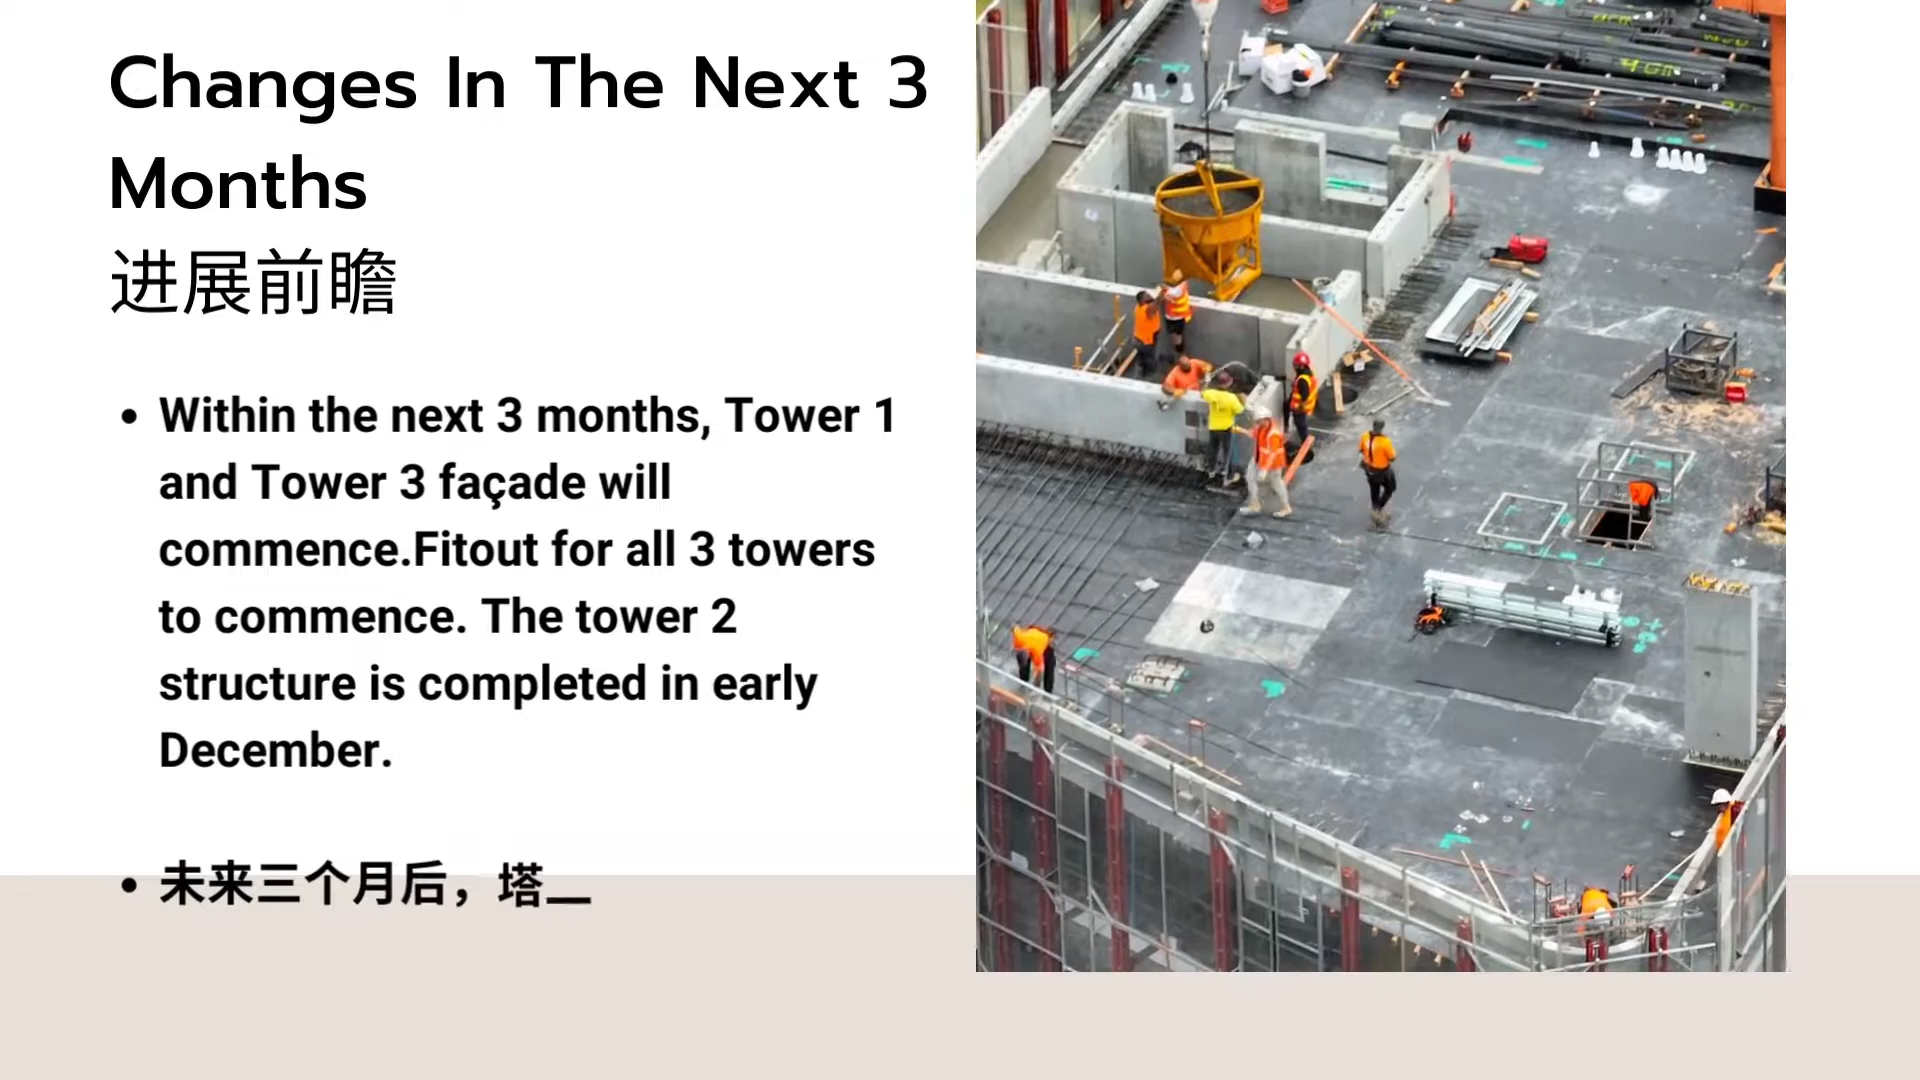 Changes In The Next 3
Months
进展前瞻
• Within the next 3 months, Tower 1
and Tower 3 façade will
commence.Fitout for all 3 towers
to commence. The tower 2
structure is completed in early
December.
• 未来三个月后，塔